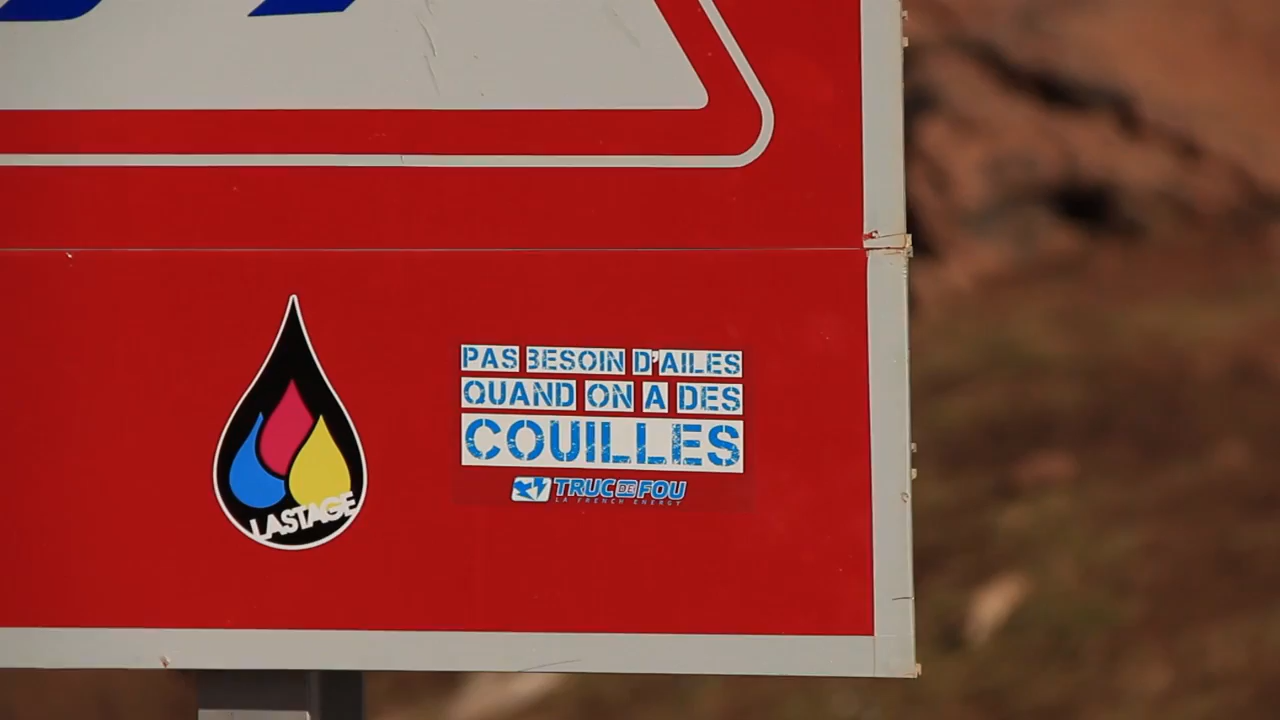 PAS BESOIN D'AILES
QUAND ON A DES
COUILLES
TRUC DE FOU
LA FRENCH ENERGY
LASTAGE